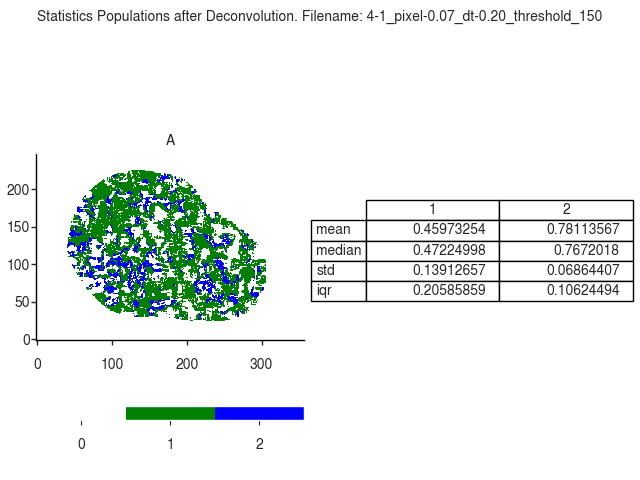 Statistics Populations after Deconvolution. Filename: 4-1_pixel-0.07_dt-0.20_threshold_150
A
200
150
100
50
0
0 100 200 300
0 1 2
1 2
mean 0.45973254 0.78113567
median 0.47224998 0.7672018
std 0.13912657 0.06864407
iqr 0.20585859 0.10624494